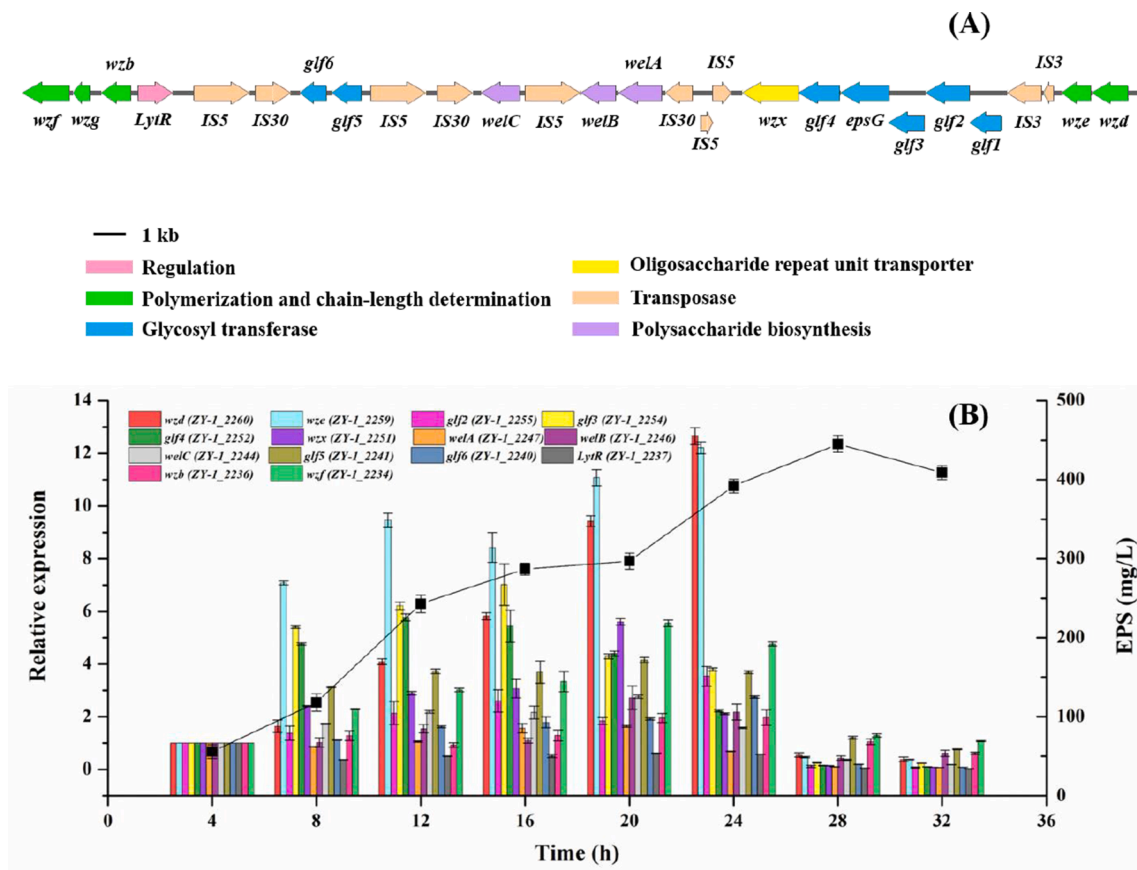 (A)
wzb glf6 welA IS5 IS3
wzf wzg LytR IS5 IS30 glf5 IS5 IS30 welC IS5 welB IS30 wzx glf4 epsG glf2 IS3 wze wzd
IS5 glf3 glf1
1 kb
Regulation
Oligosaccharide repeat unit transporter
Polymerization and chain-length determination
Transposase
Glycosyl transferase
Polysaccharide biosynthesis
(B)
wzd (ZY-1_2260) wze (ZY-1_2259) glf2 (ZY-1_2255) glf3 (ZY-1_2254)
glf4 (ZY-1_2252) wzx (ZY-1_2251) welA (ZY-1_2247) welB (ZY-1_2246)
welC (ZY-1_2244) glf5 (ZY-1_2241) glf6 (ZY-1_2240) LytR (ZY-1_2237)
wzb (ZY-1_2236) wzf (ZY-1_2234)
Relative expression
14
12
10
8
6
4
2
0
EPS (mg/L)
500
400
300
200
100
0
0 4 8 12 16 20 24 28 32 36
Time (h)